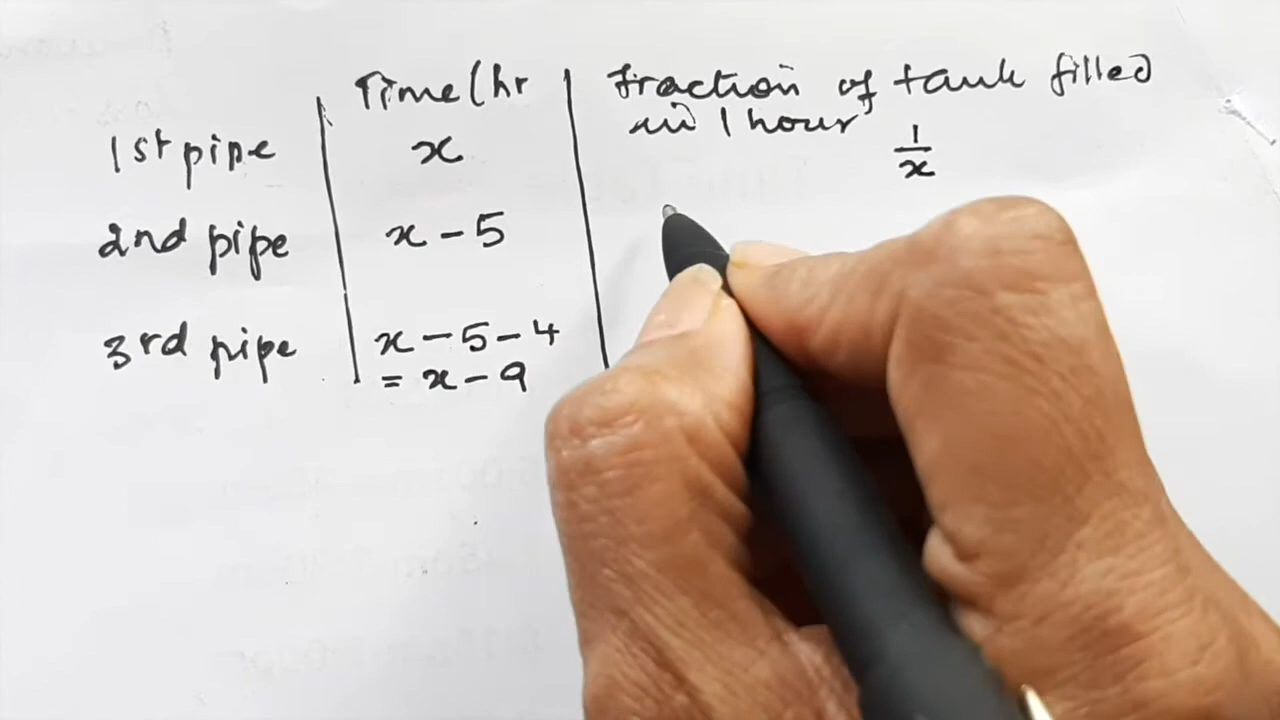 Time (hr
fraction of tank filled
in 1 hour
1st pipe x 1/x
2nd pipe x - 5
3rd pipe x - 5 - 4
= x - 9